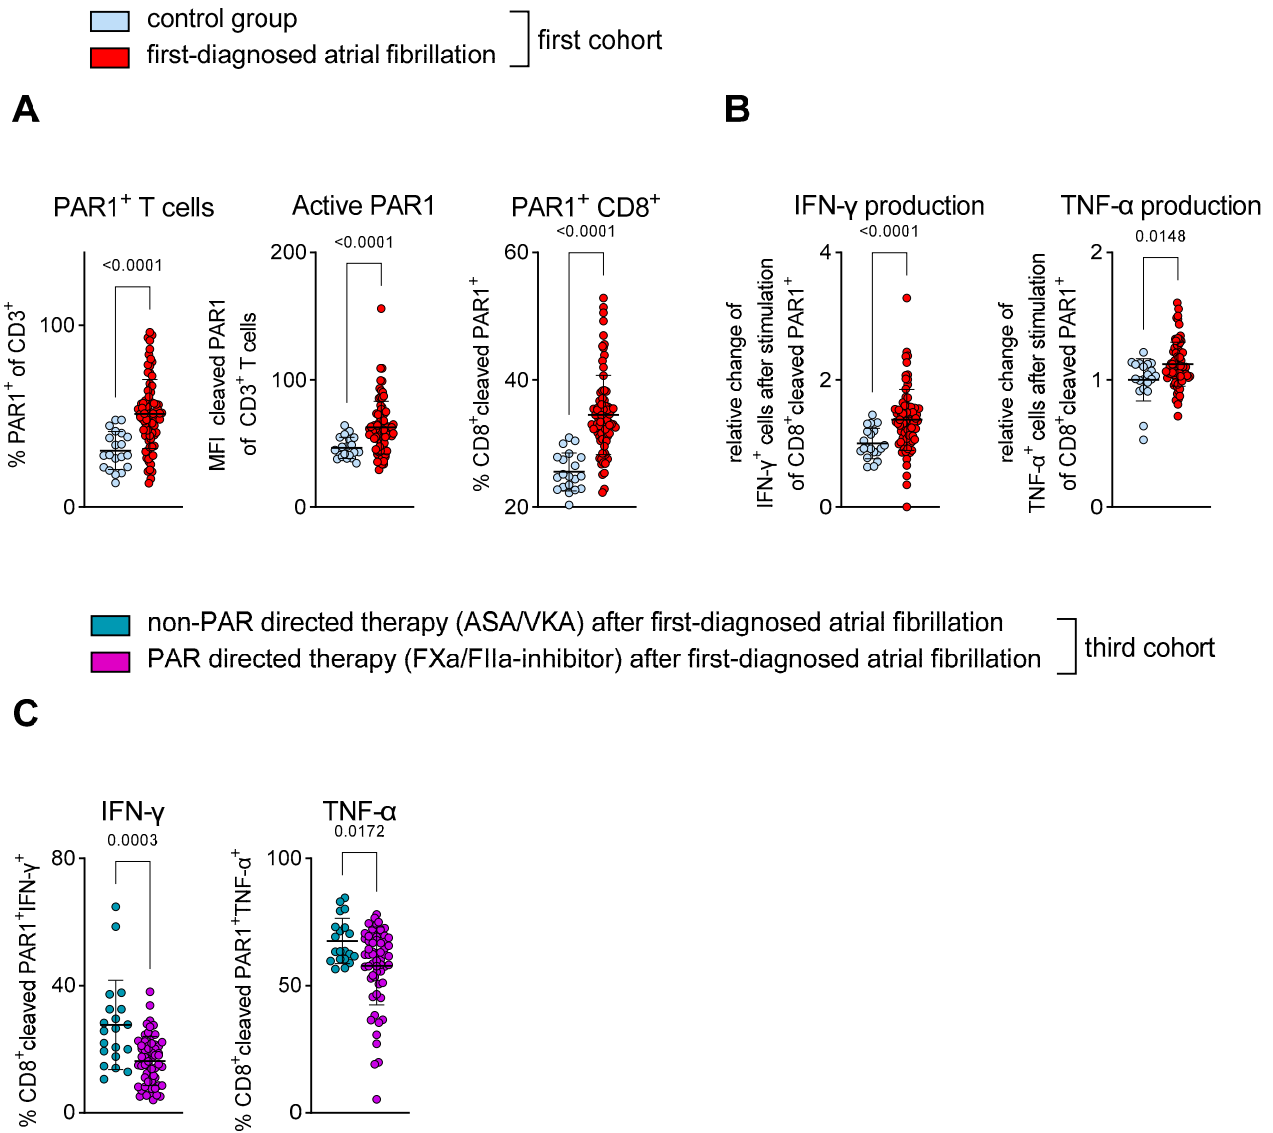 control group
first-diagnosed atrial fibrillation
first cohort
A
PAR1+ T cells
<0.0001
% PAR1+ of CD3+
100
0
Active PAR1
<0.0001
MFI cleaved PAR1
of CD3+ T cells
200
100
0
PAR1+ CD8+
<0.0001
% CD8+cleaved PAR1+
60
40
20
B
IFN-γ production
<0.0001
relative change of
IFN-γ+ cells after stimulation
of CD8+cleaved PAR1+
4
2
0
TNF-α production
0.0148
relative change of
TNF-α+ cells after stimulation
of CD8+cleaved PAR1+
2
1
0
non-PAR directed therapy (ASA/VKA) after first-diagnosed atrial fibrillation
PAR directed therapy (FXa/FIIa-inhibitor) after first-diagnosed atrial fibrillation
third cohort
C
IFN-γ
0.0003
% CD8+cleaved PAR1+IFN-γ+
80
40
0
TNF-α
0.0172
% CD8+cleaved PAR1+TNF-α+
100
50
0